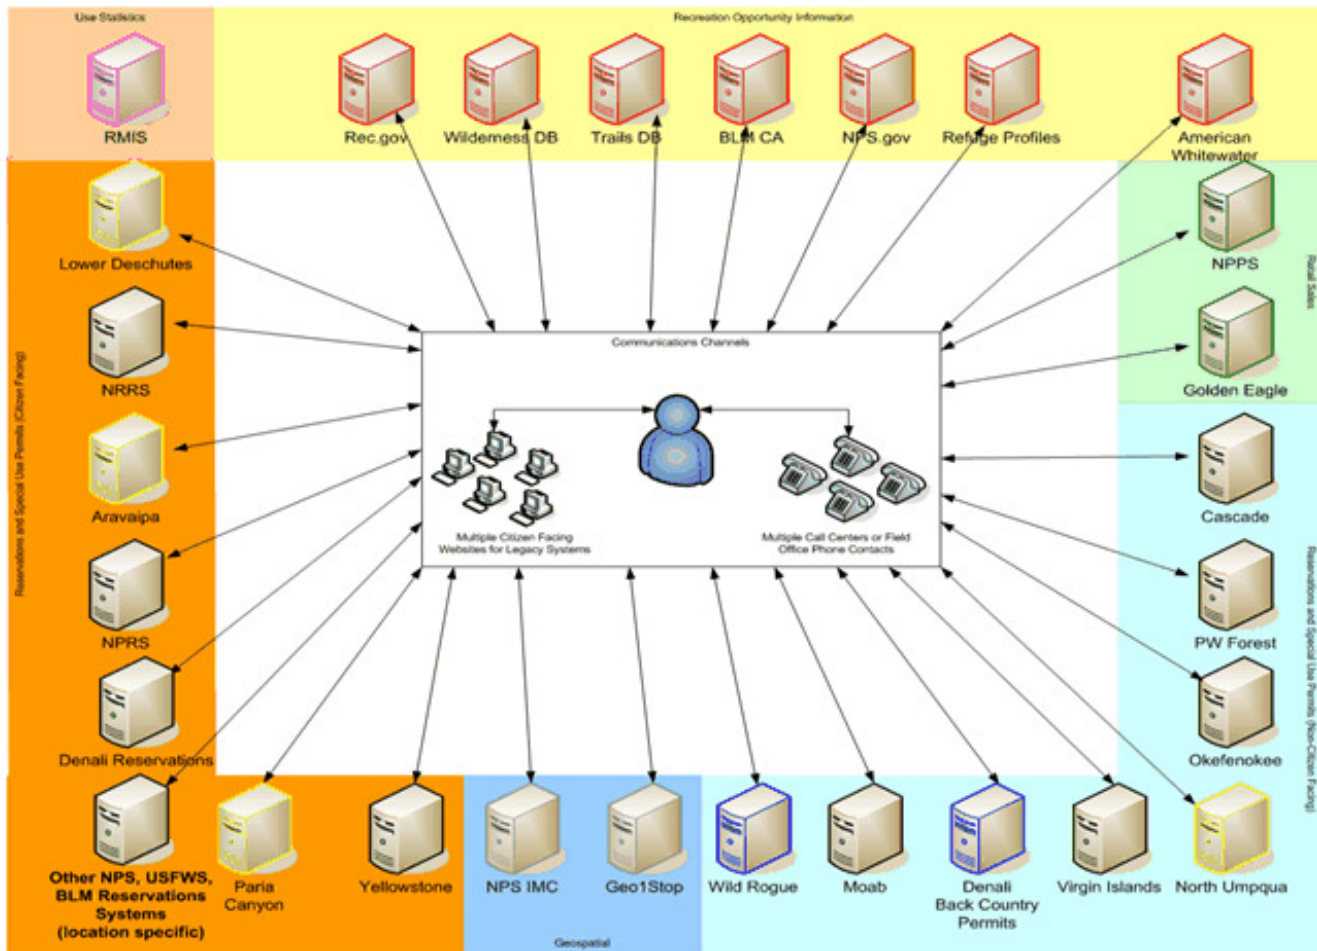 Use Statistics
Recreation Opportunity Information
RMIS
Rec.gov
Wilderness DB
Trails DB
BLM CA
NPS.gov
Refuge Profiles
American
Whitewater
Lower Deschutes
NRRS
Aravaipa
NPRS
Denali Reservations
Reservations and Special Use Permits (Citizen Facing)
Communications Channels
Multiple Citizen Facing
Websites for Legacy Systems
Multiple Call Centers or Field
Office Phone Contacts
NPPS
Golden Eagle
Retail Sales
Cascade
PW Forest
Okefenokee
Reservations and Special Use Permits (Non-Citizen Facing)
Other NPS, USFWS,
BLM Reservations
Systems
(location specific)
Paria
Canyon
Yellowstone
NPS IMC
Geo1Stop
Geospatial
Wild Rogue
Moab
Denali
Back Country
Permits
Virgin Islands
North Umpqua